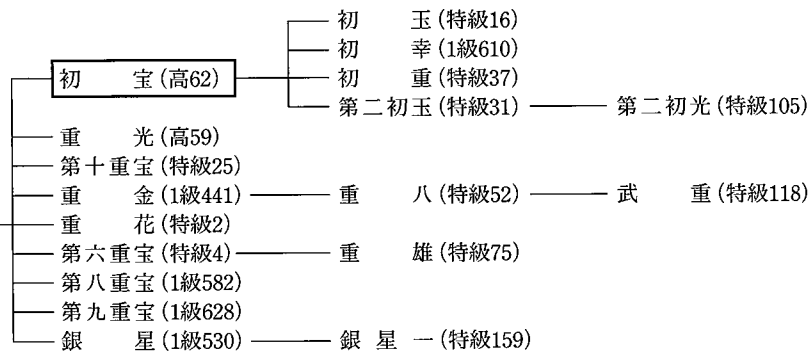 初　玉(特級16)
初　幸(1級610)
初　宝(高62)　初　重(特級37)
第二初玉(特級31)　第二初光(特級105)
重　光(高59)
第十重宝(特級25)
重　金(1級441)　重　八(特級52)　武　重(特級118)
重　花(特級2)
第六重宝(特級4)　重　雄(特級75)
第八重宝(1級582)
第九重宝(1級628)
銀　星(1級530)　銀星一(特級159)